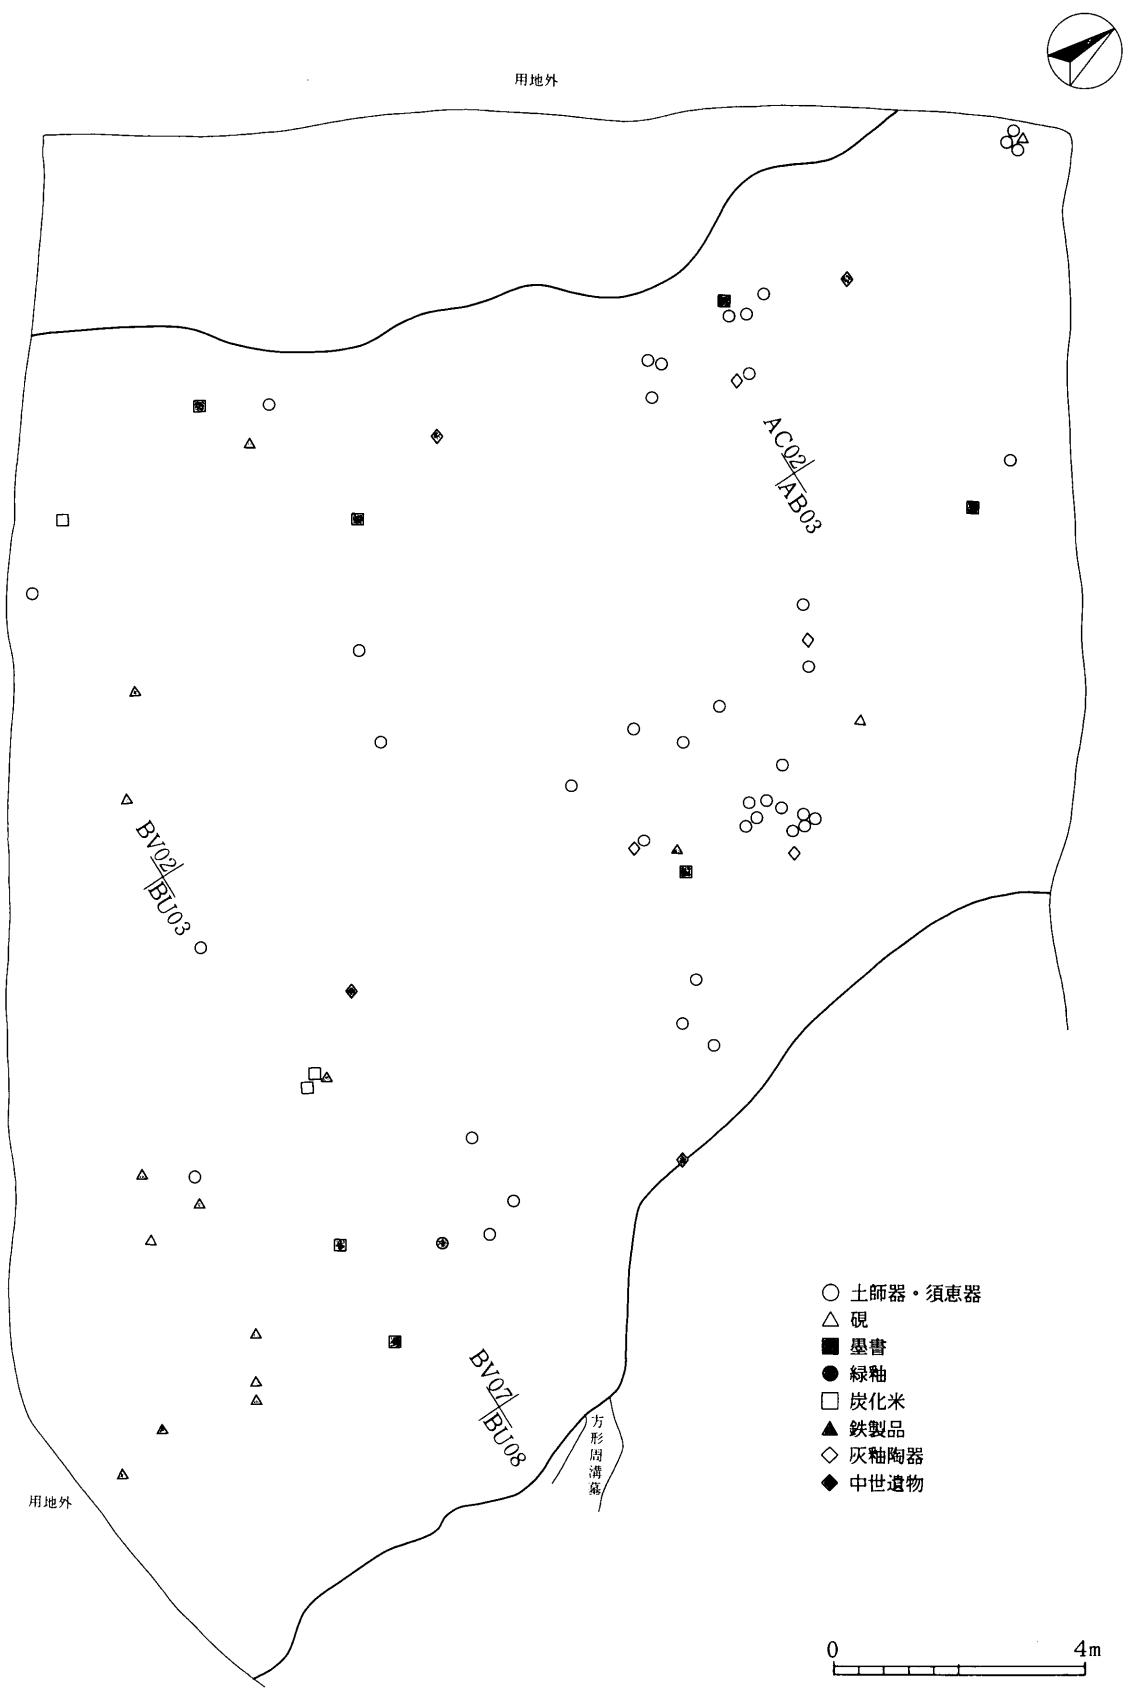 用地外
AC02
AB03
BV02
BU03
BV07
BU08
方形周溝墓
○ 土師器・須恵器
△ 硯
■ 墨書
● 緑釉
□ 炭化米
▲ 鉄製品
◇ 灰釉陶器
◆ 中世遺物
用地外
0 4m